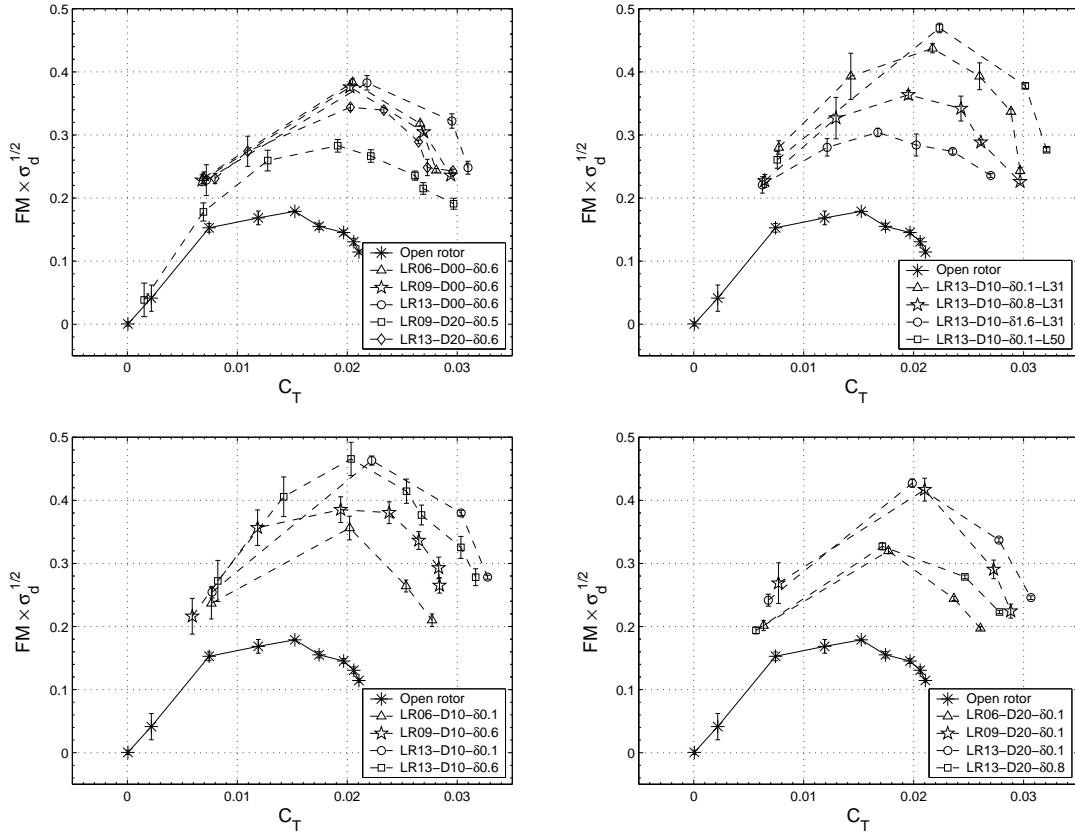 0.5
0.4
0.3
0.2
0.1
0
FM × σ_d^{1/2}
0 0.01 0.02 0.03
C_T
Open rotor
LR06−D00−δ0.6
LR09−D00−δ0.6
LR13−D00−δ0.6
LR09−D20−δ0.5
LR13−D20−δ0.6
0.5
0.4
0.3
0.2
0.1
0
FM × σ_d^{1/2}
0 0.01 0.02 0.03
C_T
Open rotor
LR13−D10−δ0.1−L31
LR13−D10−δ0.8−L31
LR13−D10−δ1.6−L31
LR13−D10−δ0.1−L50
0.5
0.4
0.3
0.2
0.1
0
FM × σ_d^{1/2}
0 0.01 0.02 0.03
C_T
Open rotor
LR06−D10−δ0.1
LR09−D10−δ0.6
LR13−D10−δ0.1
LR13−D10−δ0.6
0.5
0.4
0.3
0.2
0.1
0
FM × σ_d^{1/2}
0 0.01 0.02 0.03
C_T
Open rotor
LR06−D20−δ0.1
LR09−D20−δ0.1
LR13−D20−δ0.1
LR13−D20−δ0.8